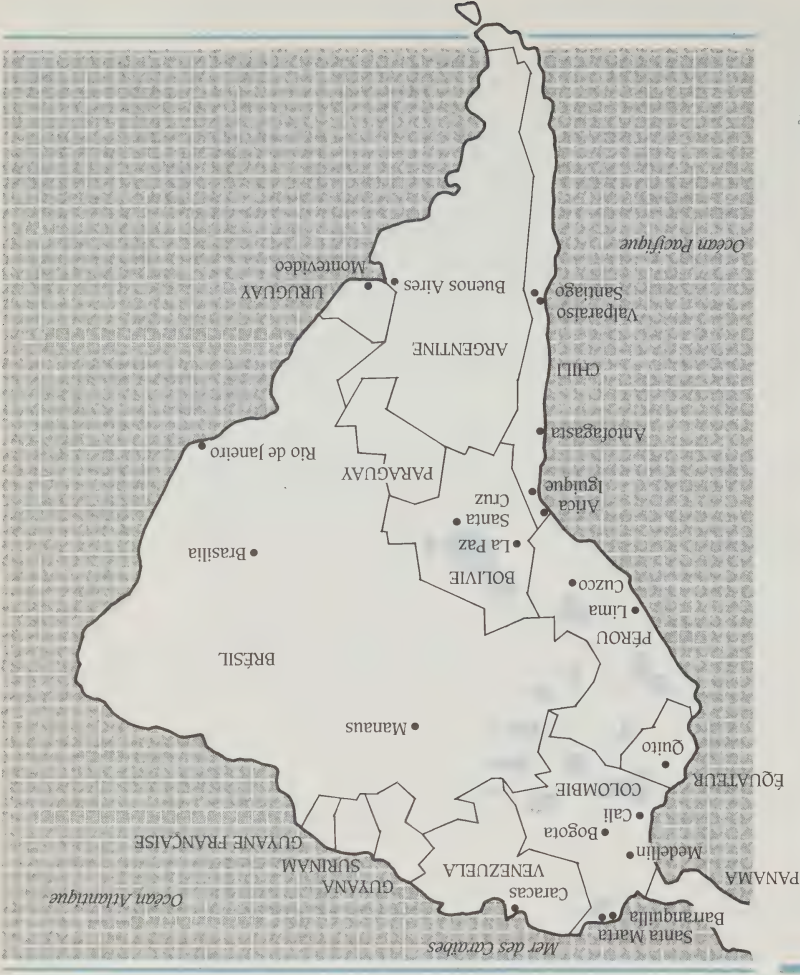 Mer des Caraïbes
Santa Marta
Barranquilla
Caracas
Océan Atlantique
PANAMA
VENEZUELA
GUYANA
SURINAM
GUYANE FRANÇAISE
Medellin
Bogota
Cali
COLOMBIE
ÉQUATEUR
Quito
Manaus
BRÉSIL
PÉROU
Lima
Cuzco
BOLIVIE
La Paz
Santa
Cruz
Brasilia
Arica
Iguique
PARAGUAY
Rio de Janeiro
Antofagasta
CHILI
ARGENTINE
Valparaiso
Santiago
Buenos Aires
URUGUAY
Montevideo
Océan Pacifique